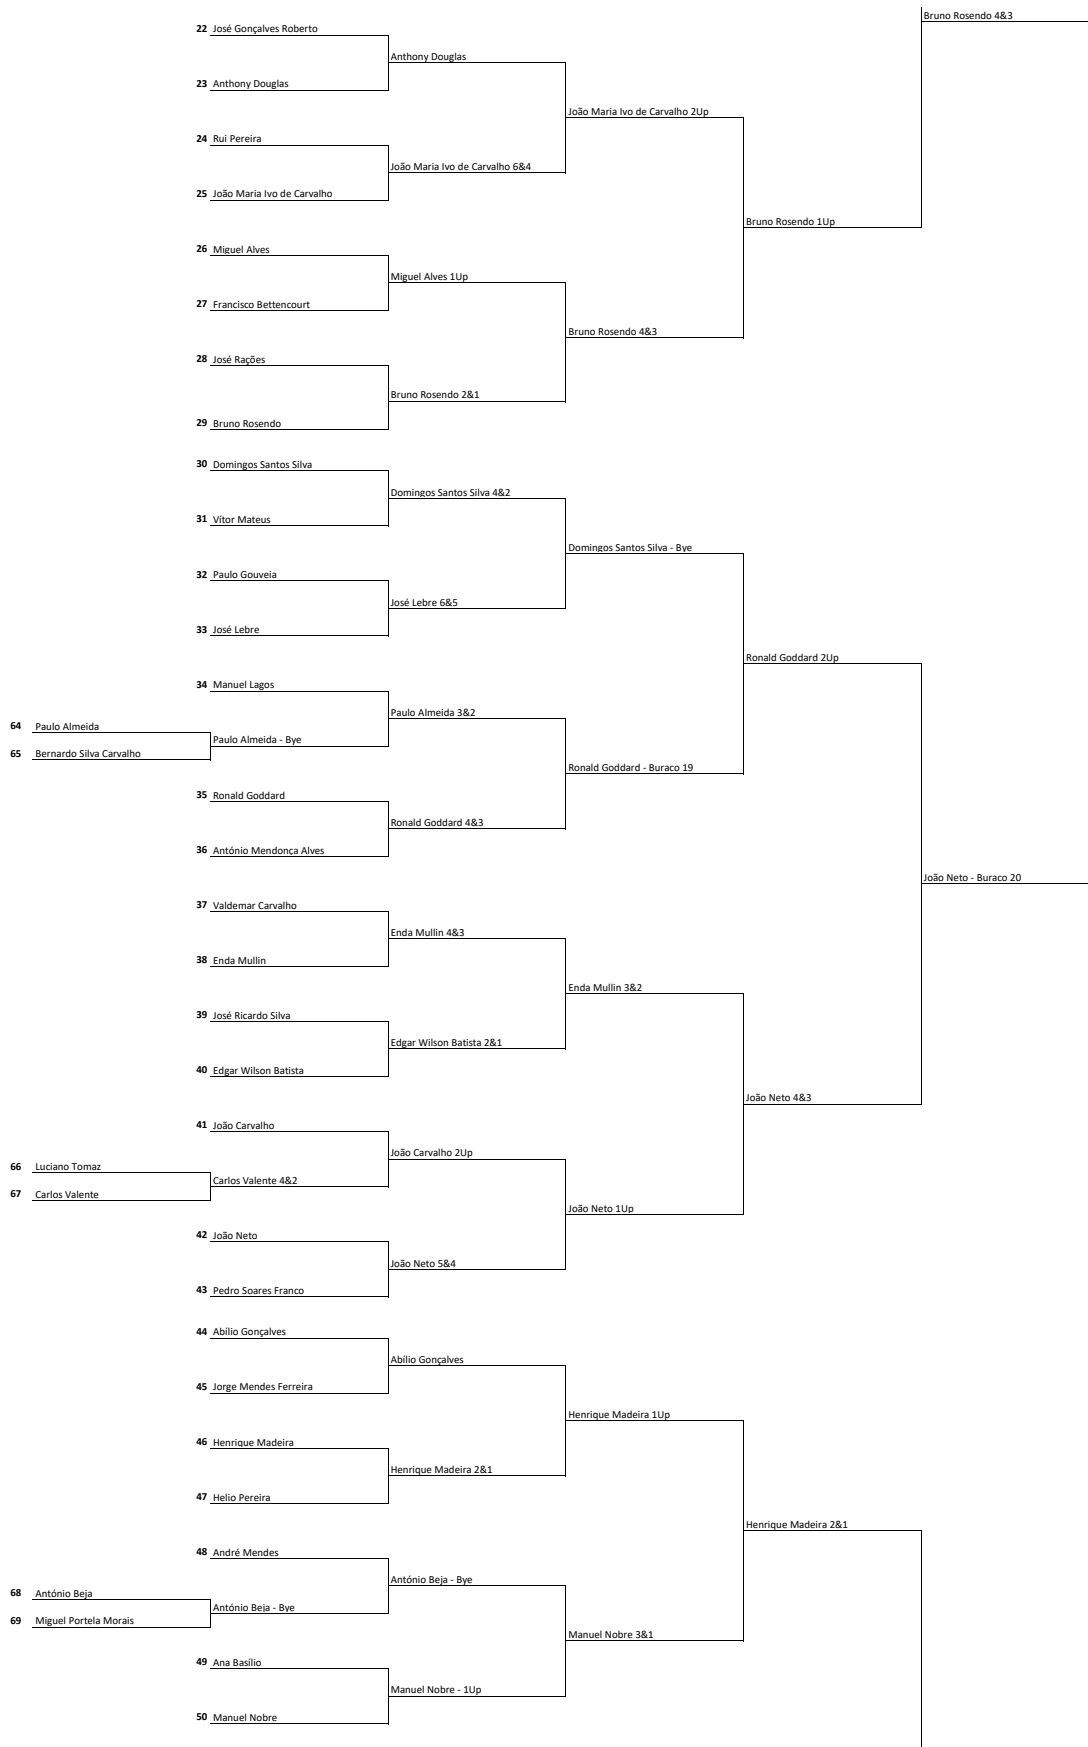 Bruno Rosendo 4&3
22 José Gonçalves Roberto
Anthony Douglas
23 Anthony Douglas
João Maria Ivo de Carvalho 2Up
24 Rui Pereira
João Maria Ivo de Carvalho 6&4
25 João Maria Ivo de Carvalho
Bruno Rosendo 1Up
26 Miguel Alves
Miguel Alves 1Up
27 Francisco Bettencourt
Bruno Rosendo 4&3
28 José Rações
Bruno Rosendo 2&1
29 Bruno Rosendo
30 Domingos Santos Silva
Domingos Santos Silva 4&2
31 Vítor Mateus
Domingos Santos Silva - Bye
32 Paulo Gouveia
José Lebre 6&5
33 José Lebre
Ronald Goddard 2Up
34 Manuel Lagos
Paulo Almeida 3&2
64 Paulo Almeida
Paulo Almeida - Bye
65 Bernardo Silva Carvalho
Ronald Goddard - Buraco 19
35 Ronald Goddard
Ronald Goddard 4&3
36 António Mendonça Alves
João Neto - Buraco 20
37 Valdemar Carvalho
Enda Mullin 4&3
38 Enda Mullin
Enda Mullin 3&2
39 José Ricardo Silva
Edgar Wilson Batista 2&1
40 Edgar Wilson Batista
João Neto 4&3
41 João Carvalho
João Carvalho 2Up
66 Luciano Tomaz
Carlos Valente 4&2
67 Carlos Valente
João Neto 1Up
42 João Neto
João Neto 5&4
43 Pedro Soares Franco
44 Abílio Gonçalves
Abílio Gonçalves
45 Jorge Mendes Ferreira
Henrique Madeira 1Up
46 Henrique Madeira
Henrique Madeira 2&1
47 Helio Pereira
Henrique Madeira 2&1
48 André Mendes
António Beja - Bye
68 António Beja
António Beja - Bye
69 Miguel Portela Morais
Manuel Nobre 3&1
49 Ana Basílio
Manuel Nobre - 1Up
50 Manuel Nobre